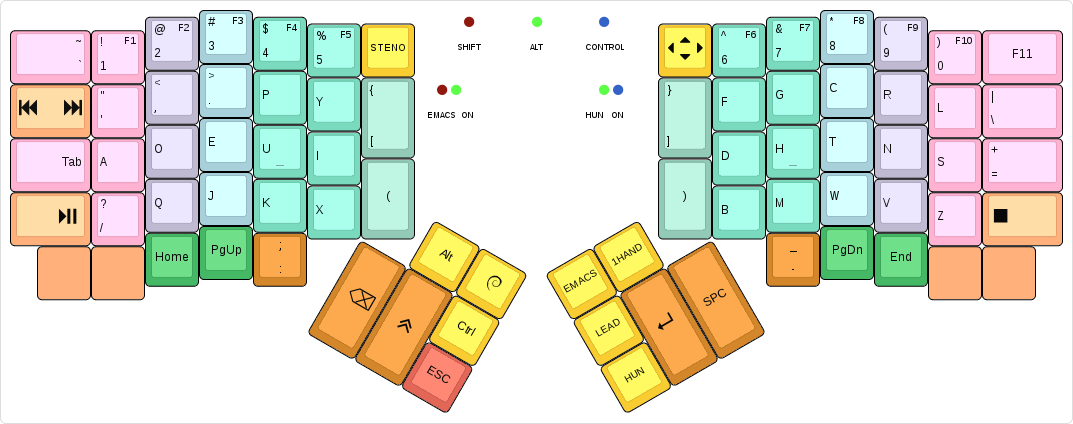 ~
`
! F1
1
@ F2
2
# F3
3
$ F4
4
% F5
5
STENO
SHIFT ALT CONTROL
^ F6
6
& F7
7
* F8
8
( F9
9
) F10
0
F11
<
,
>
.
"
'
P
Y
{
[
EMACS ON
HUN ON
}
]
F
G
C
R
L
|
\
Tab
A
O
E
U
_
I
D
H
_
T
N
S
+
=
?
/
Q
J
K
X
(
)
B
M
W
V
Z
Home
PgUp
;
:
_
.
PgDn
End
Alt
Ctrl
ESC
EMACS
1HAND
LEAD
SPC
HUN